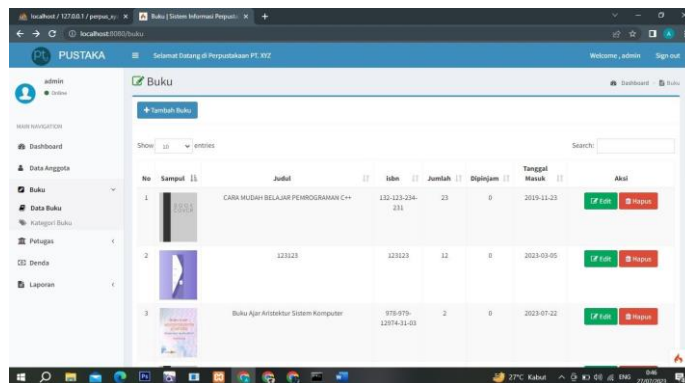 localhost / 127.0.0.1 / perpus_xy
Buku | Sistem Informasi Perpust
localhost:8080/buku
PUSTAKA
Selamat Datang di Perpustakaan PT. XYZ
Welcome , admin
Sign out
admin
Online
Buku
Dashboard
Buku
Tambah Buku
MAIN NAVIGATION
Dashboard
Data Anggota
Buku
Data Buku
Kategori Buku
Petugas
Denda
Laporan
Show 10 entries
Search:
No Sampul Judul isbn Jumlah Dipinjam Tanggal Masuk Aksi
1 CARA MUDAH BELAJAR PEMROGRAMAN C++ 132-123-234-231 23 0 2019-11-23 Edit Hapus
2 123123 123123 12 0 2023-03-05 Edit Hapus
3 Buku Ajar Aristektur Sistem Komputer 978-979-12974-31-03 2 0 2023-07-22 Edit Hapus
27°C Kabut
ENG
0:46
27/07/2023